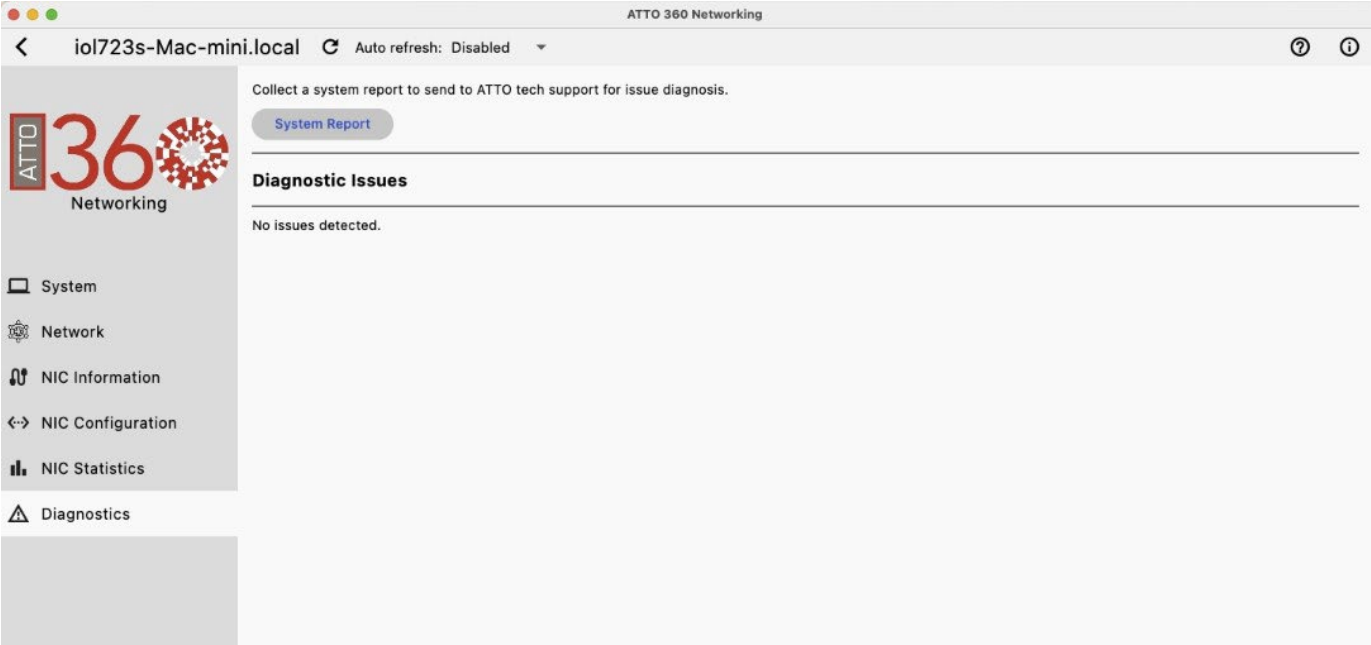 ATTO 360 Networking
iol723s-Mac-mini.local Auto refresh: Disabled
ATTO 360
Networking
System
Network
NIC Information
NIC Configuration
NIC Statistics
Diagnostics
Collect a system report to send to ATTO tech support for issue diagnosis.
System Report
Diagnostic Issues
No issues detected.